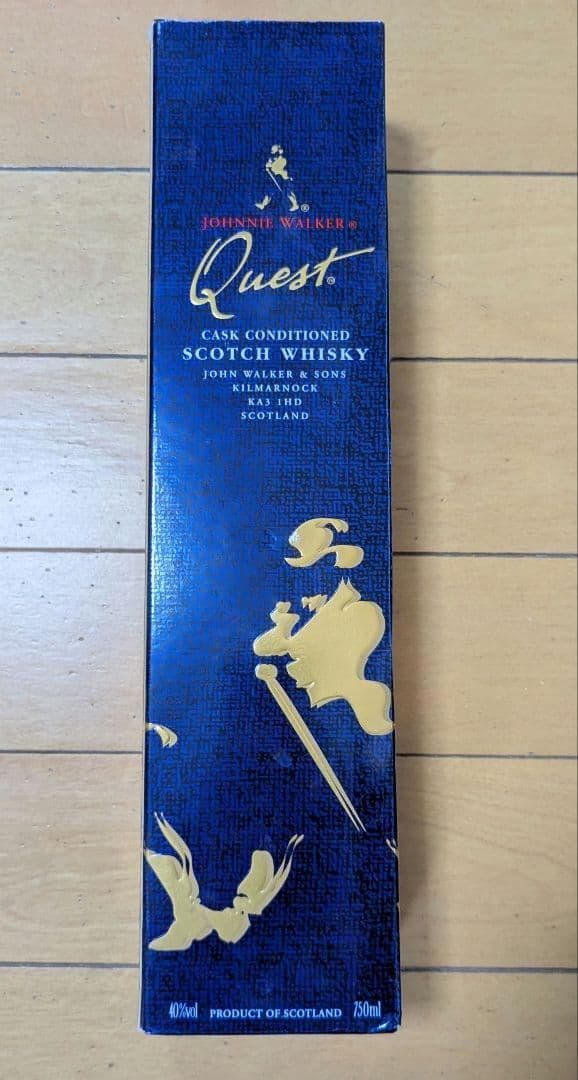 ®
JOHNNIE WALKER®
Quest®
CASK CONDITIONED
SCOTCH WHISKY
JOHN WALKER & SONS
KILMARNOCK
KA3 1HD
SCOTLAND
40%vol PRODUCT OF SCOTLAND 750ml